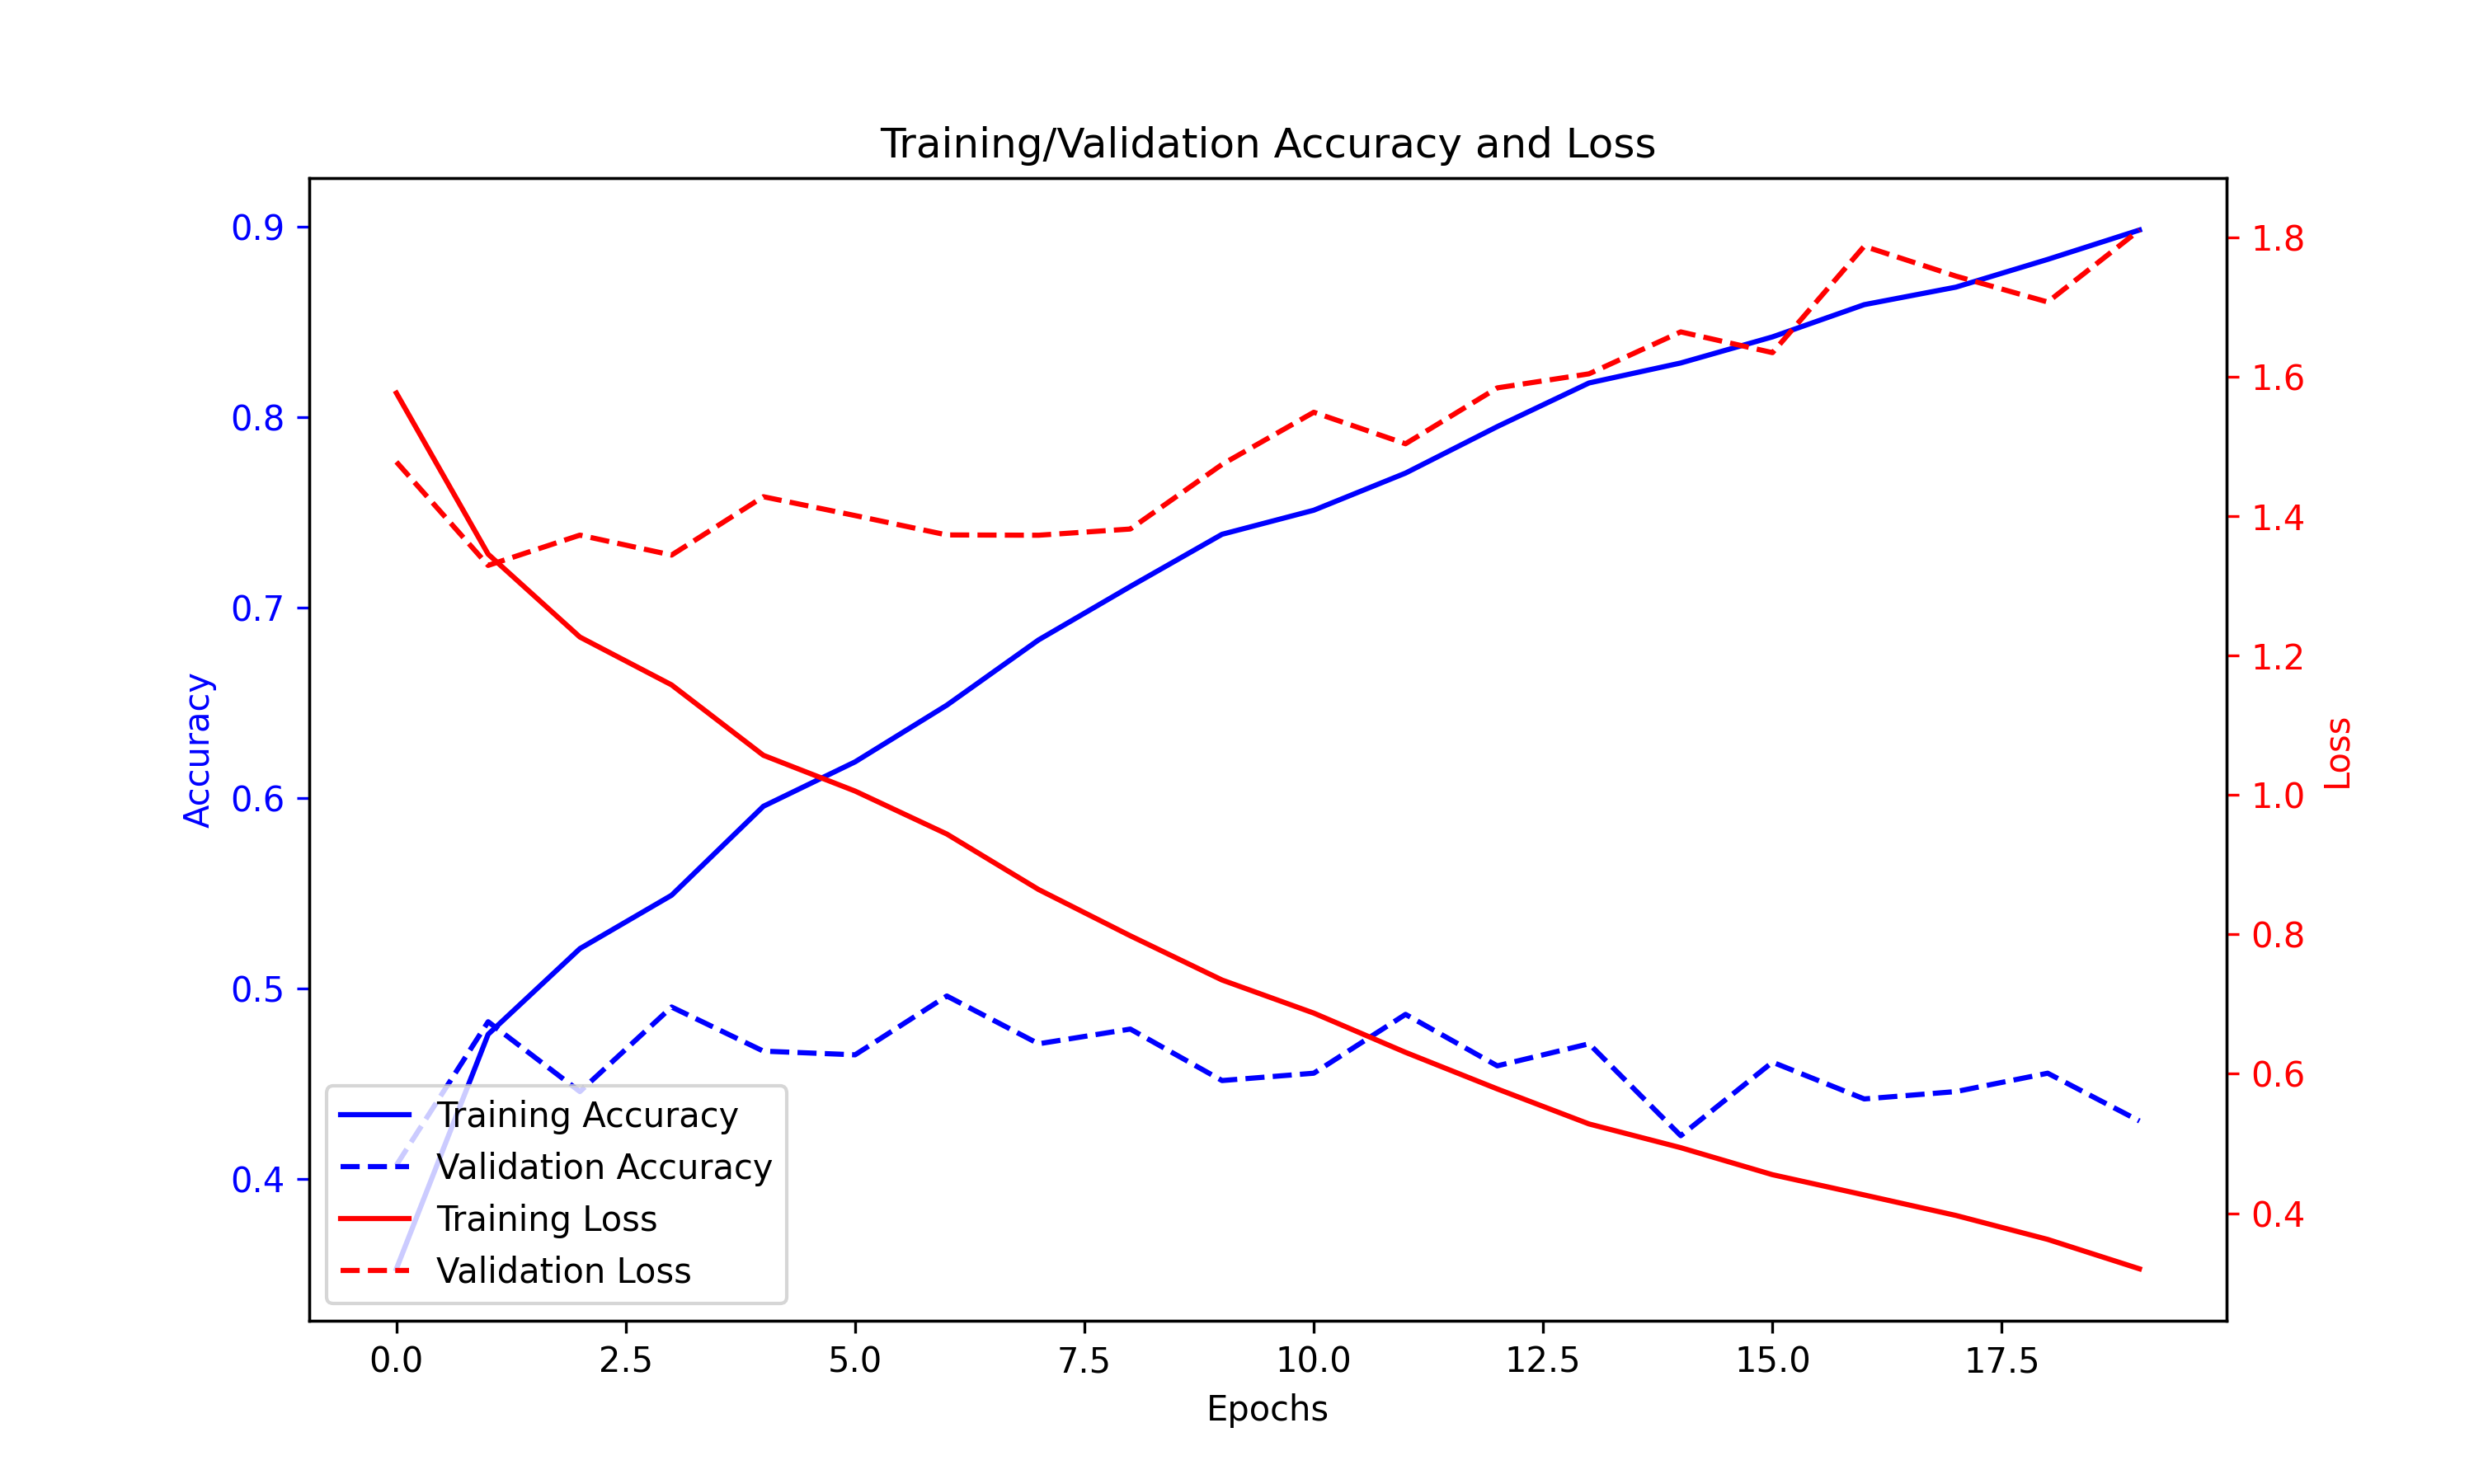 Training/Validation Accuracy and Loss
Accuracy
0.9
0.8
0.7
0.6
0.5
0.4
1.8
1.6
1.4
1.2
1.0
0.8
0.6
0.4
Loss
Training Accuracy
Validation Accuracy
Training Loss
Validation Loss
0.0 2.5 5.0 7.5 10.0 12.5 15.0 17.5
Epochs